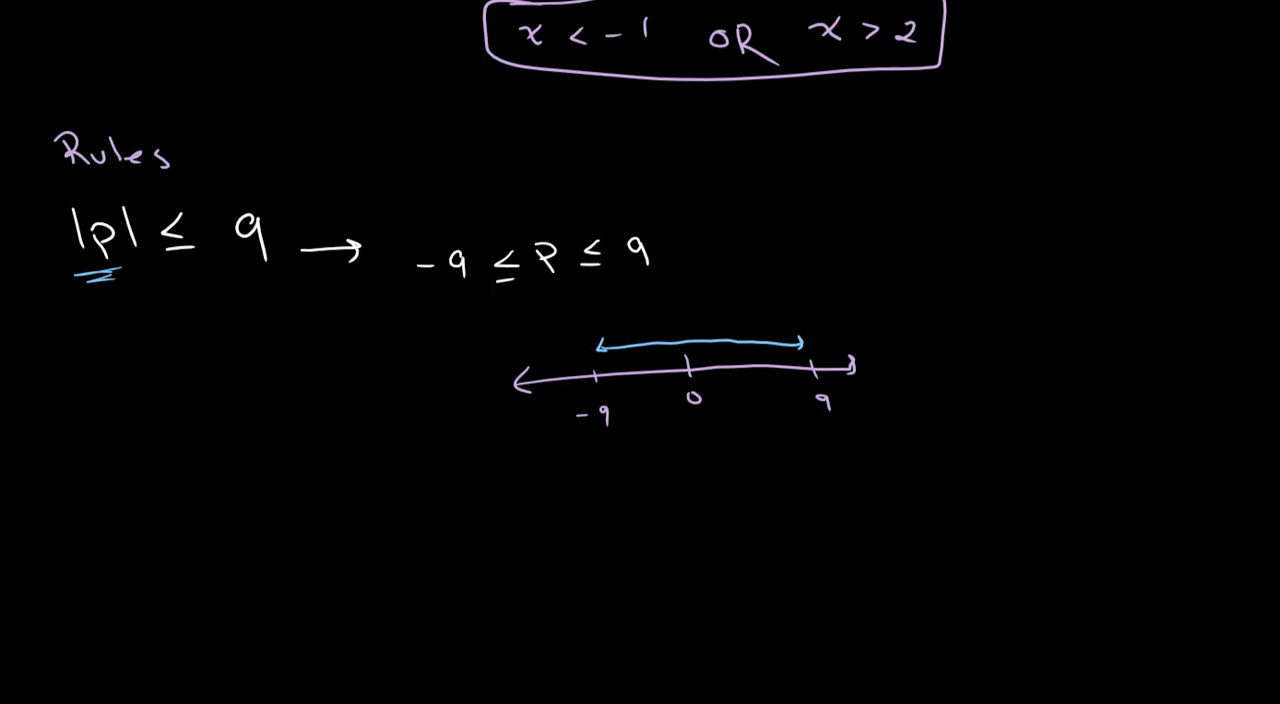 x < -1 OR x > 2
Rules
|p| ≤ 9 → -9 ≤ P ≤ 9
-9 0 9